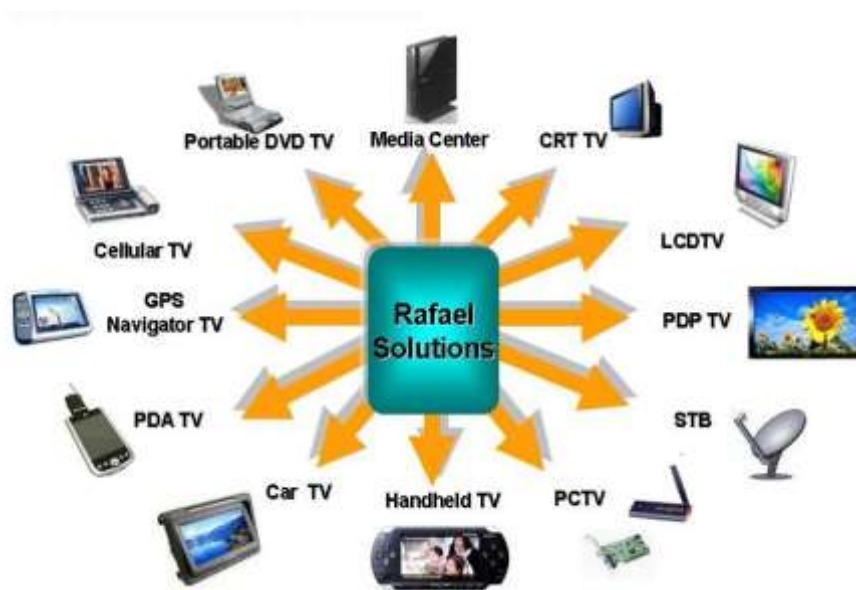 Portable DVD TV
Media Center
CRT TV
Cellular TV
LCDTV
GPS
Navigator TV
Rafael
Solutions
PDP TV
PDA TV
STB
Car TV
Handheld TV
PCTV